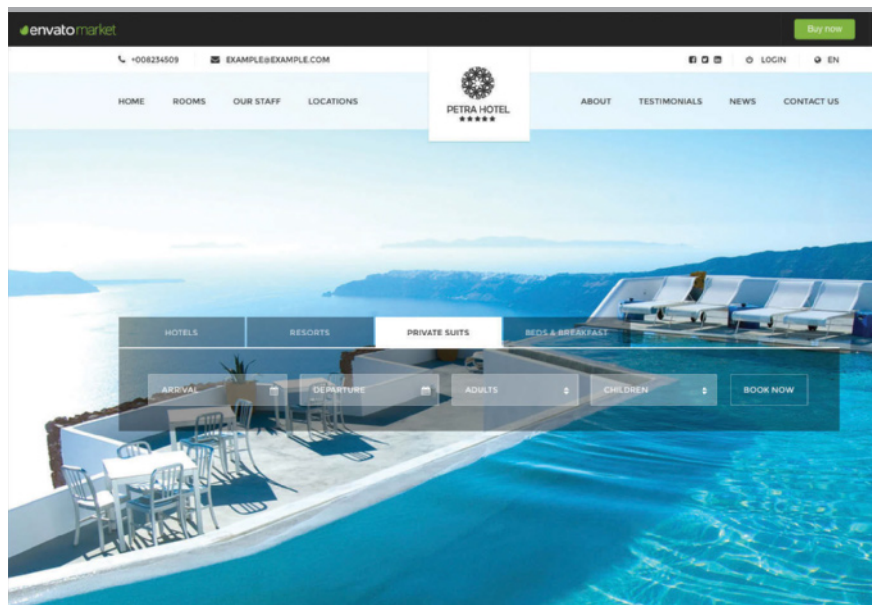 envatomarket
Buy now
+008234509 EXAMPLE@EXAMPLE.COM LOGIN EN
HOME ROOMS OUR STAFF LOCATIONS
PETRA HOTEL
ABOUT TESTIMONIALS NEWS CONTACT US
HOTELS RESORTS PRIVATE SUITS BEDS & BREAKFAST
ARRIVAL DEPARTURE ADULTS CHILDREN BOOK NOW